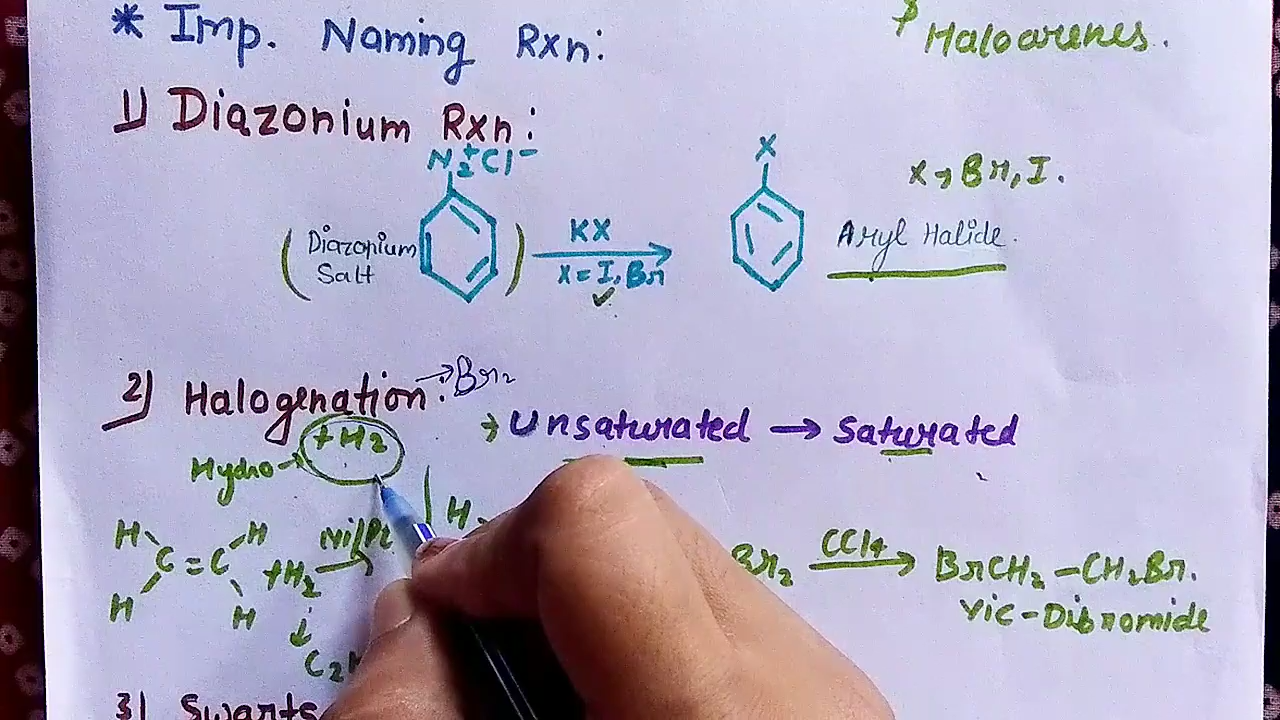 * Imp. Naming Rxn:
Haloarenes.
1) Diazonium Rxn:
N₂⁺Cl⁻
(Diazonium Salt)
KX
X = I, Br
X
X → Br, I.
Aryl Halide.
2) Halogenation: → Br₂
→ Unsaturated → Saturated
+H₂
Hydro →
H H
C = C + H₂
Ni/Pt
H H
H
Br₂ CCl₄ → BrCH₂ – CH₂Br.
Vic-Dibromide
3) Swarts